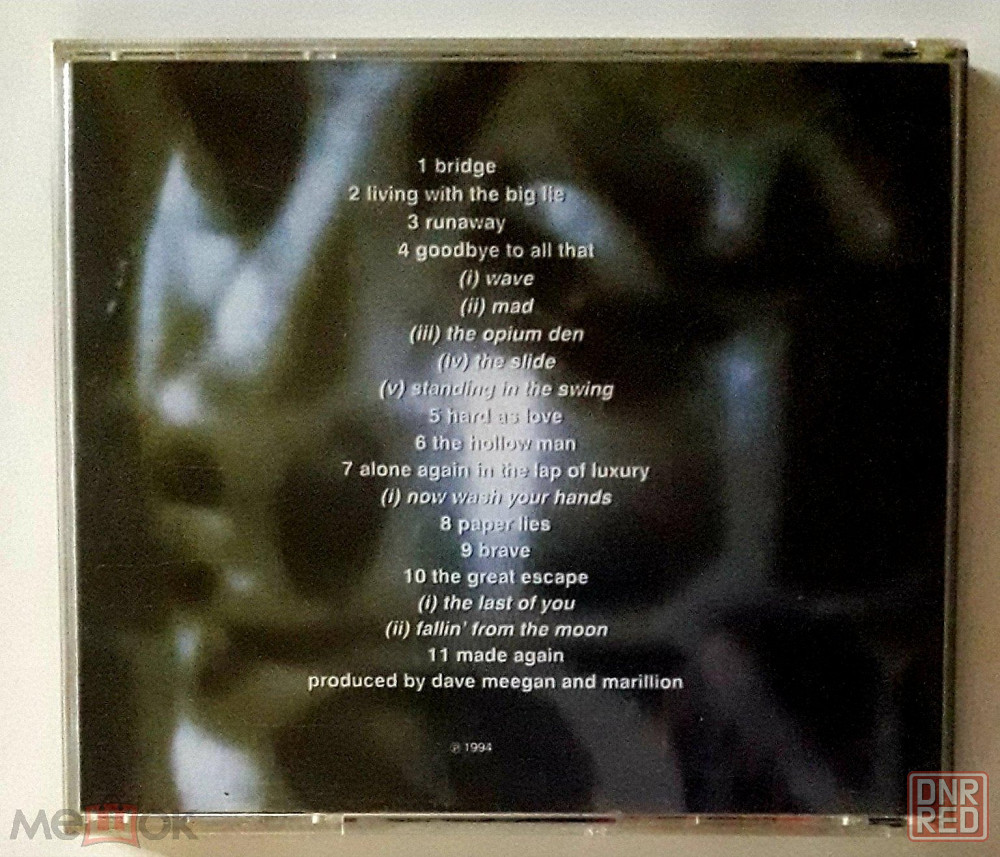 1 bridge
2 living with the big lie
3 runaway
4 goodbye to all that
(i) wave
(ii) mad
(iii) the opium den
(iv) the slide
(v) standing in the swing
5 hard as love
6 the hollow man
7 alone again in the lap of luxury
(i) now wash your hands
8 paper lies
9 brave
10 the great escape
(i) the last of you
(ii) fallin' from the moon
11 made again
produced by dave meegan and marillion
℗ 1994
мешок
DNR
RED